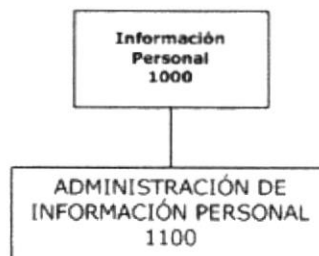 Información
Personal
1000
ADMINISTRACIÓN DE
INFORMACIÓN PERSONAL
1100